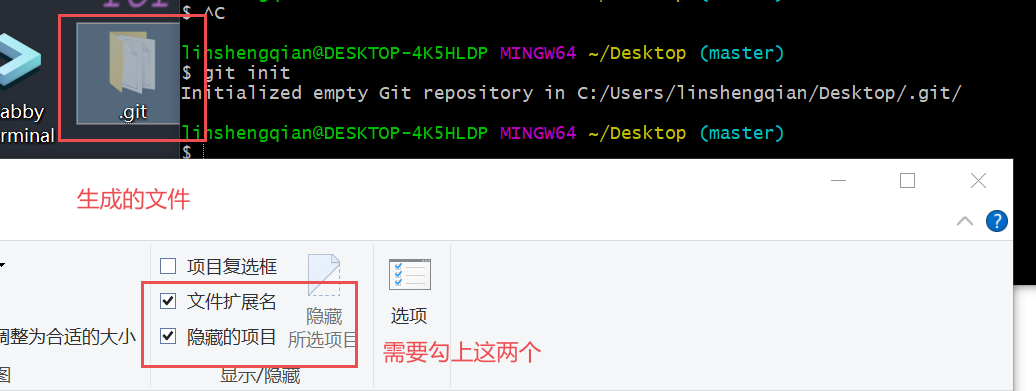 $ ^C
linshengqian@DESKTOP-4K5HLDP MINGW64 ~/Desktop (master)
$ git init
Initialized empty Git repository in C:/Users/linshengqian/Desktop/.git/
linshengqian@DESKTOP-4K5HLDP MINGW64 ~/Desktop (master)
$
.git
abby
rminal
生成的文件
?
项目复选框
文件扩展名
隐藏的项目
隐藏
所选项目
选项
调整为合适的大小
需要勾上这两个
图
显示/隐藏